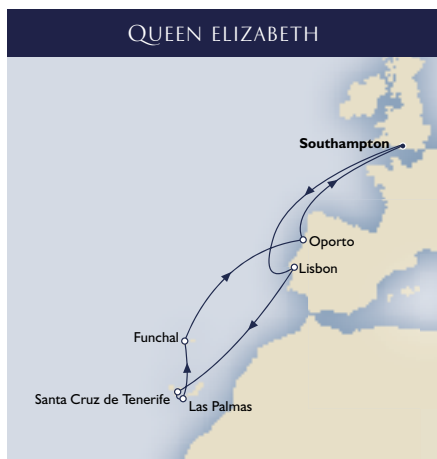 QUEEN ELIZABETH
Southampton
Oporto
Lisbon
Funchal
Santa Cruz de Tenerife
Las Palmas